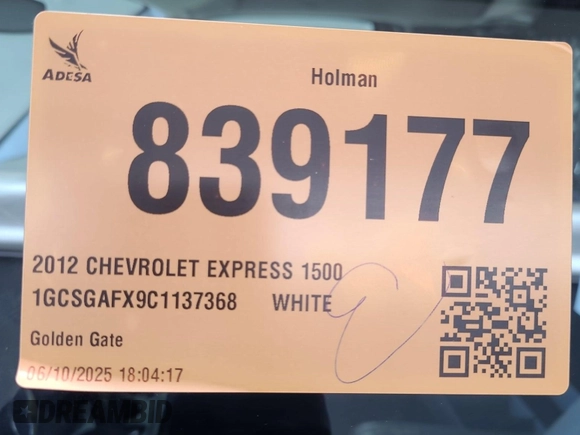 ADESA
Holman
839177
2012 CHEVROLET EXPRESS 1500
1GCSGAFX9C1137368 WHITE
Golden Gate
06/10/2025 18:04:17
DREAMBID